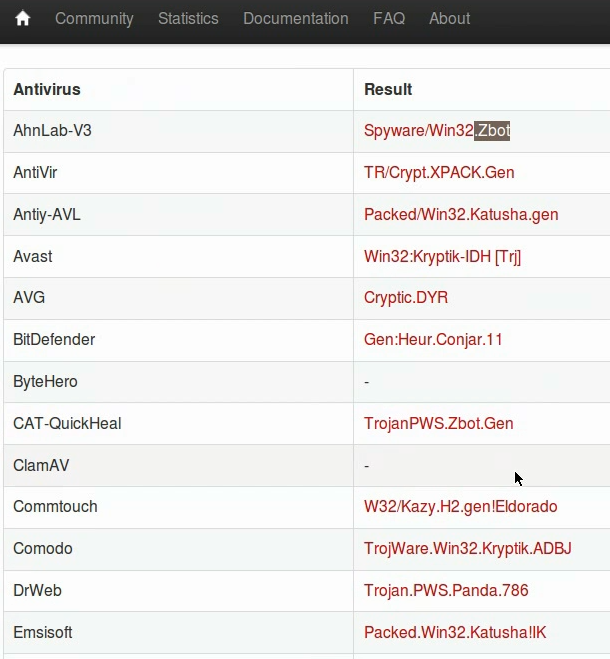 Community Statistics Documentation FAQ About
Antivirus Result
AhnLab-V3 Spyware/Win32.Zbot
AntiVir TR/Crypt.XPACK.Gen
Antiy-AVL Packed/Win32.Katusha.gen
Avast Win32:Kryptik-IDH [Trj]
AVG Cryptic.DYR
BitDefender Gen:Heur.Conjar.11
ByteHero -
CAT-QuickHeal TrojanPWS.Zbot.Gen
ClamAV -
Commtouch W32/Kazy.H2.gen!Eldorado
Comodo TrojWare.Win32.Kryptik.ADBJ
DrWeb Trojan.PWS.Panda.786
Emsisoft Packed.Win32.Katusha!IK